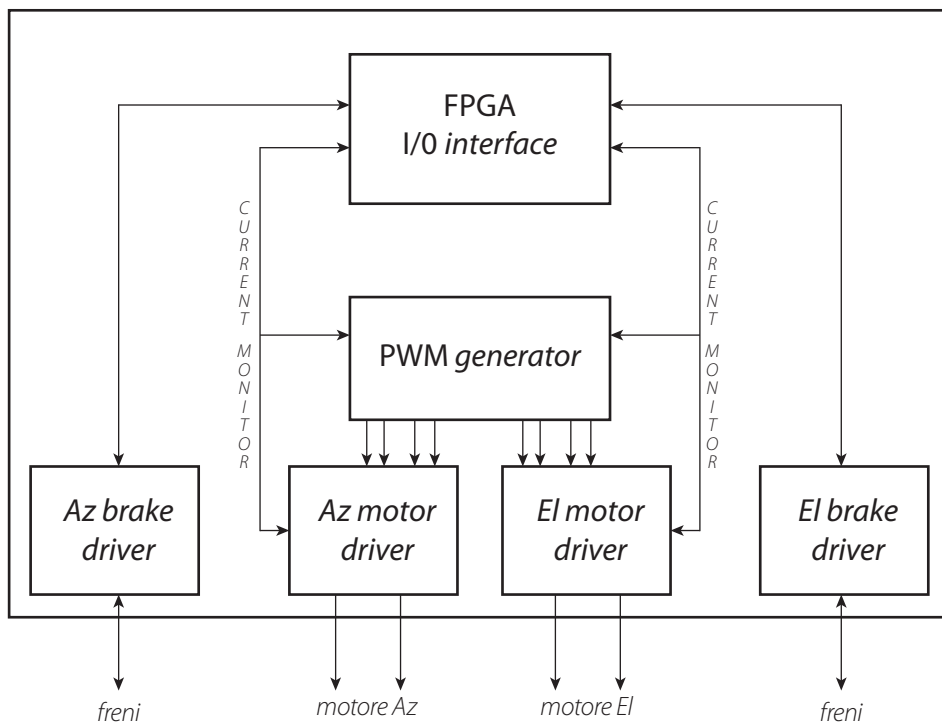 FPGA
I/0 interface
CURRENT MONITOR
CURRENT MONITOR
PWM generator
Az brake
driver
Az motor
driver
El motor
driver
El brake
driver
freni
motore Az
motore El
freni